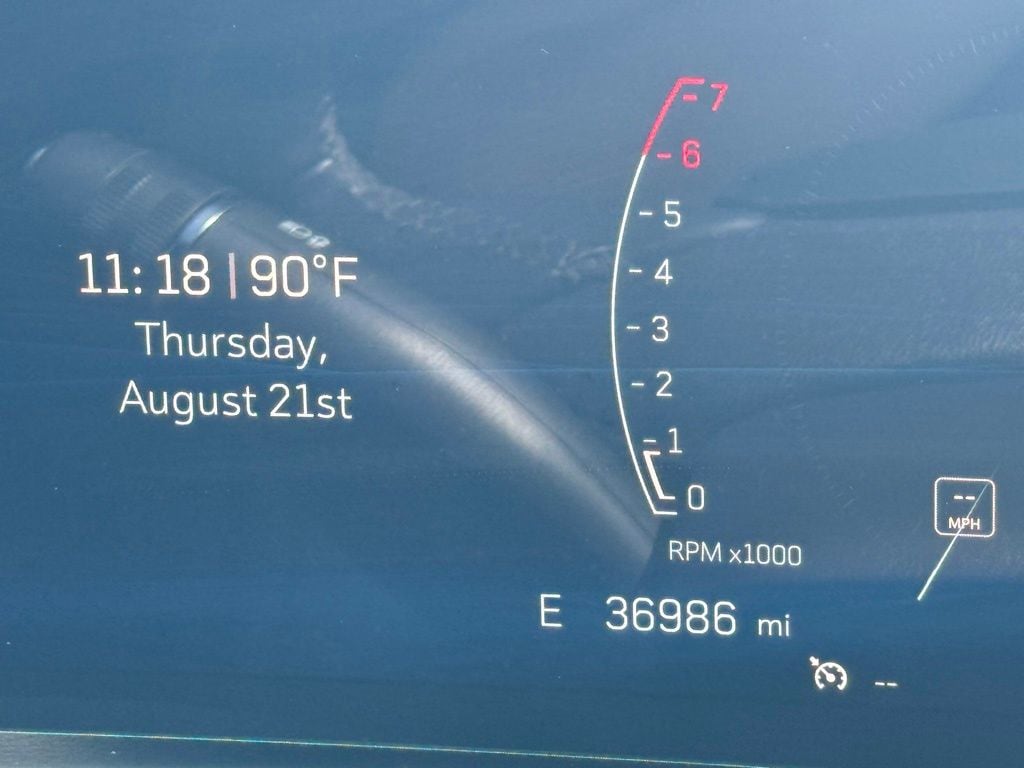 11:18 | 90°F
Thursday,
August 21st
7
6
5
4
3
2
1
0
RPM x1000
--
MPH
E 36986 mi
--